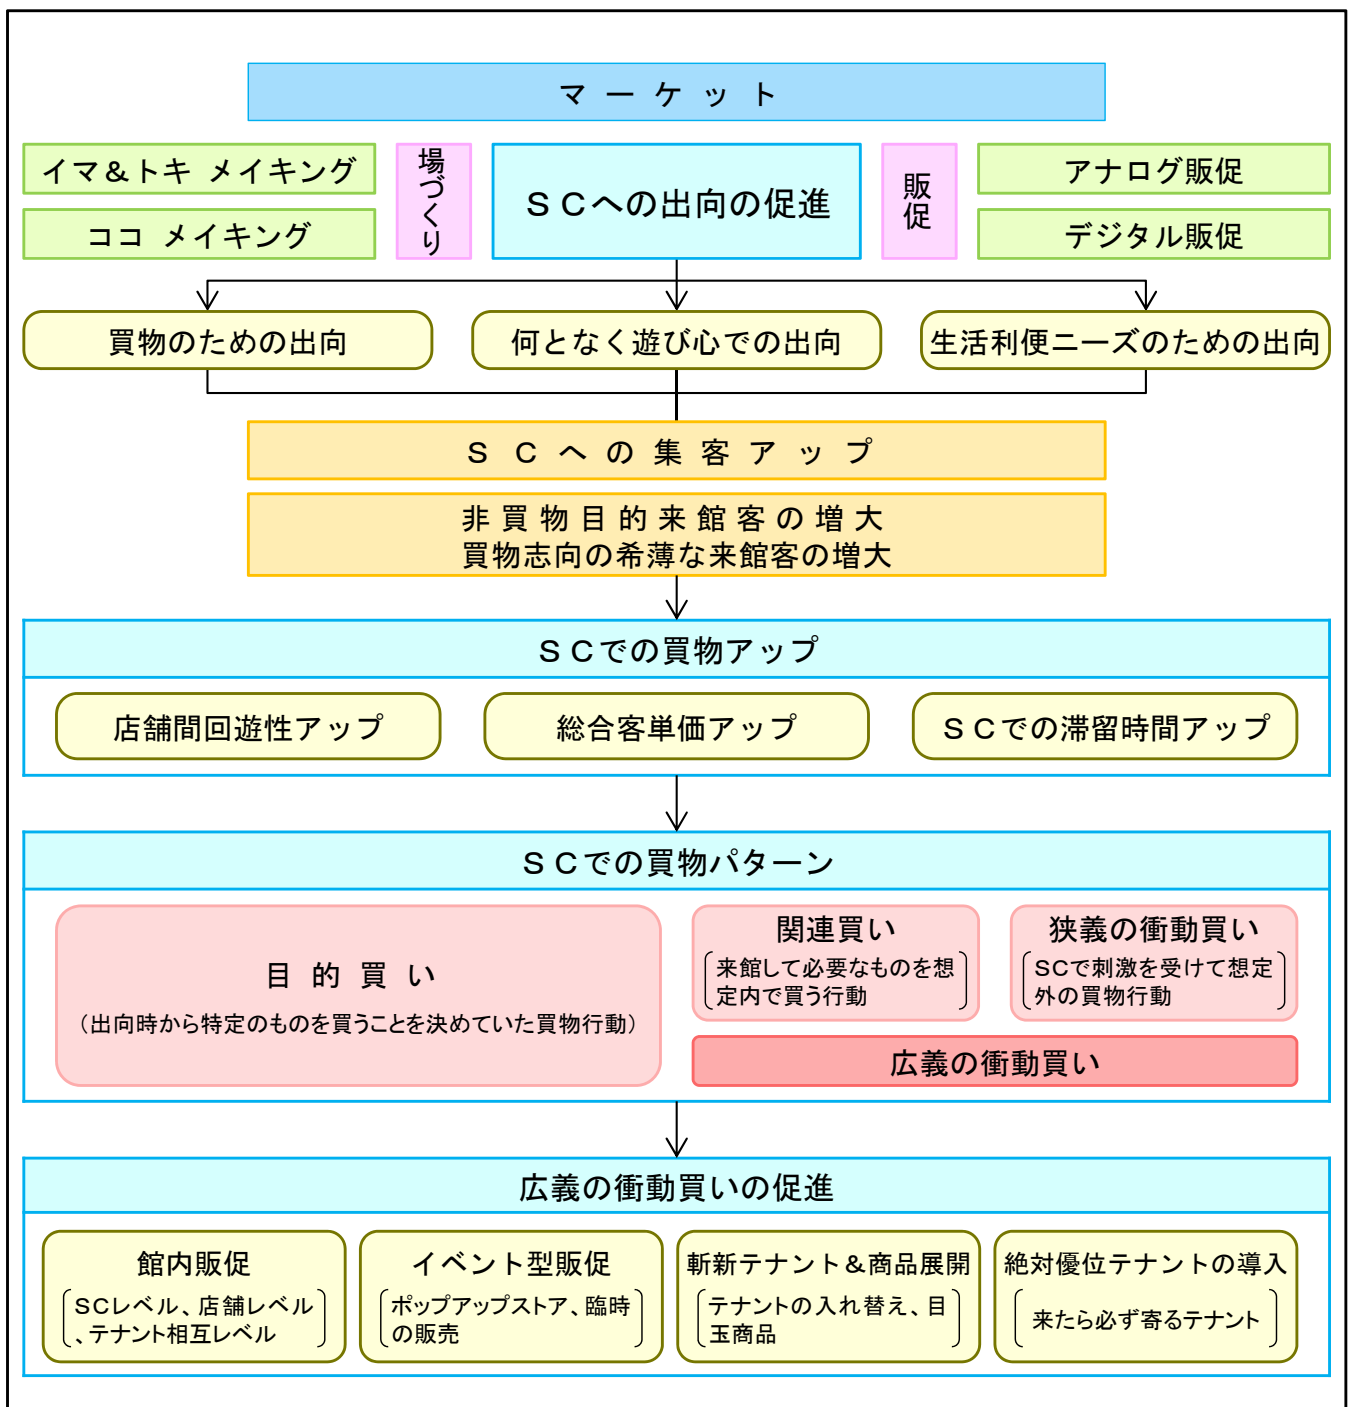 マーケット
イマ＆トキ メイキング
ココ メイキング
場づくり
ＳＣへの出向の促進
販促
アナログ販促
デジタル販促
買物のための出向
何となく遊び心での出向
生活利便ニーズのための出向
ＳＣへの集客アップ
非買物目的来館客の増大
買物志向の希薄な来館客の増大
ＳＣでの買物アップ
店舗間回遊性アップ
総合客単価アップ
ＳＣでの滞留時間アップ
ＳＣでの買物パターン
目的買い
（出向時から特定のものを買うことを決めていた買物行動）
関連買い
来館して必要なものを想
定内で買う行動
狭義の衝動買い
SCで刺激を受けて想定
外の買物行動
広義の衝動買い
広義の衝動買いの促進
館内販促
SCレベル、店舗レベル
、テナント相互レベル
イベント型販促
ポップアップストア、臨時
の販売
斬新テナント＆商品展開
テナントの入れ替え、目
玉商品
絶対優位テナントの導入
来たら必ず寄るテナント